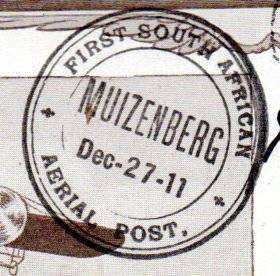 FIRST SOUTH AFRICAN
MUIZENBERG
Dec-27-11
AERIAL POST.